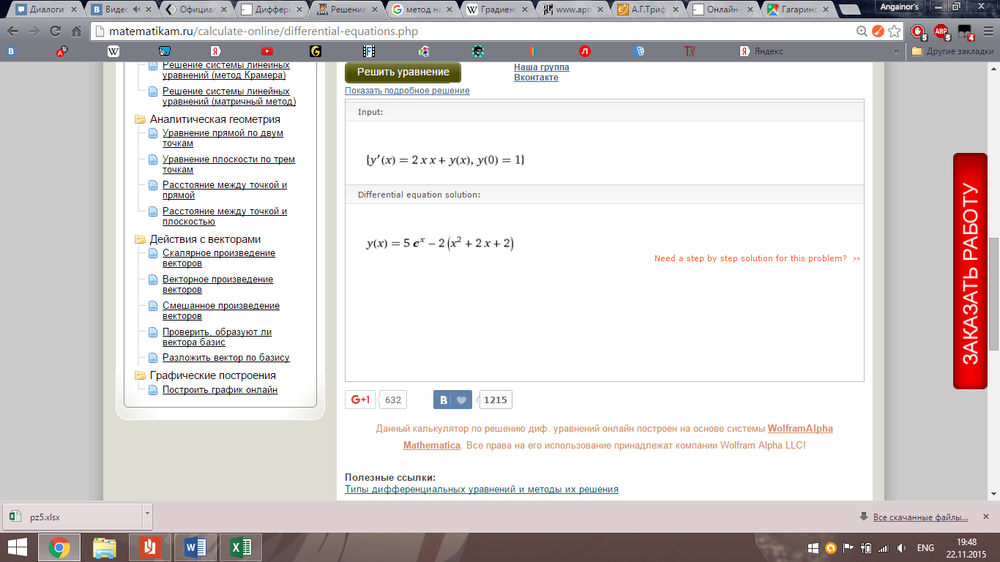 Диалоги
Видес
Официал
Диффер
Решение
метод на
Градиент
www.apn
А.Г.Триф
Онлайн-
Гагаринс
Angainor's
matematikam.ru/calculate-online/differential-equations.php
ABP
5
5
4
Яндекс
»
Другие закладки
Решение системы линейных
уравнений (метод Крамера)
Решение системы линейных
уравнений (матричный метод)
Аналитическая геометрия
Уравнение прямой по двум
точкам
Уравнение плоскости по трем
точкам
Расстояние между точкой и
прямой
Расстояние между точкой и
плоскостью
Действия с векторами
Скалярное произведение
векторов
Векторное произведение
векторов
Смешанное произведение
векторов
Проверить, образуют ли
вектора базис
Разложить вектор по базису
Графические построения
Построить график онлайн
Решить уравнение
Наша группа
Вконтакте
Показать подробное решение
Input:
{y′(x) = 2 x x + y(x), y(0) = 1}
Differential equation solution:
y(x) = 5 eˣ − 2 (x² + 2 x + 2)
Need a step by step solution for this problem? >>
G+1
632
B
1215
Данный калькулятор по решению диф. уравнений онлайн построен на основе системы WolframAlpha
Mathematica. Все права на его использование принадлежат компании Wolfram Alpha LLC!
Полезные ссылки:
Типы дифференциальных уравнений и методы их решения
ЗАКАЗАТЬ РАБОТУ
pz5.xlsx
Все скачанные файлы...
ENG
19:48
22.11.2015